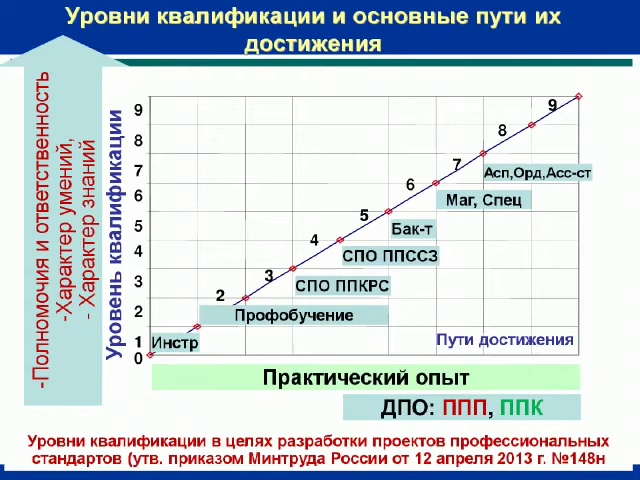 Уровни квалификации и основные пути их
достижения
-Полномочия и ответственность
-Характер умений,
- Характер знаний
Уровень квалификации
9
8
7
6
5
4
3
2
1
0
9
8
7
6
5
4
3
2
Асп,Орд,Асс-ст
Маг, Спец
Бак-т
СПО ППССЗ
СПО ППКРС
Профобучение
Инстр
Пути достижения
Практический опыт
ДПО: ППП, ППК
Уровни квалификации в целях разработки проектов профессиональных
стандартов (утв. приказом Минтруда России от 12 апреля 2013 г. №148н